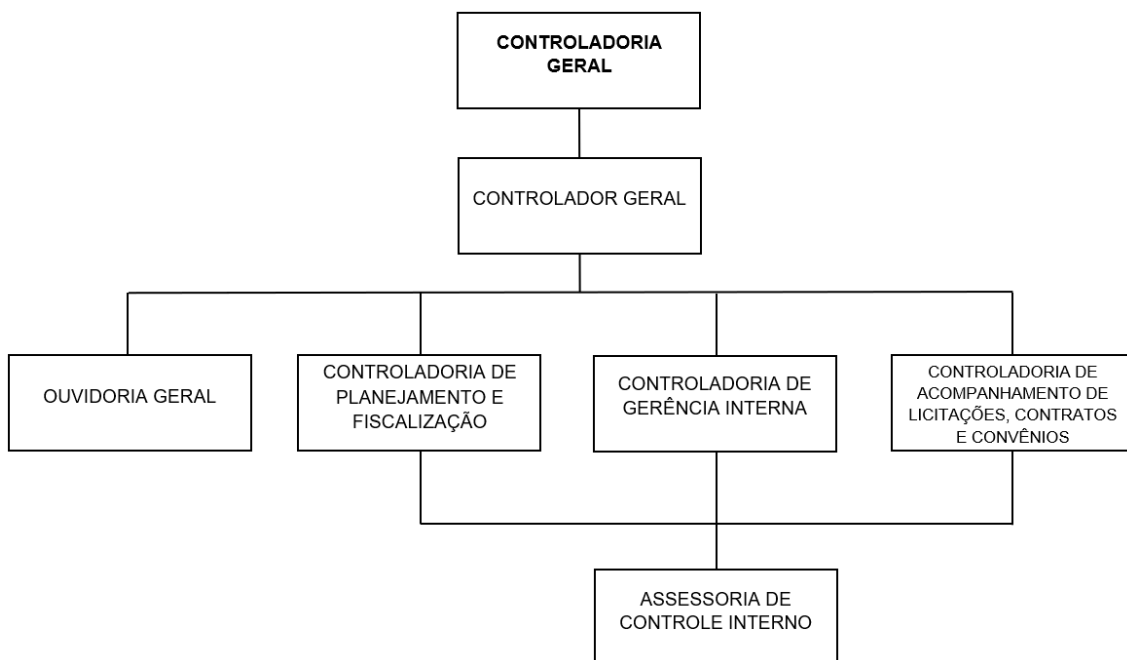 CONTROLADORIA
GERAL
CONTROLADOR GERAL
OUVIDORIA GERAL
CONTROLADORIA DE
PLANEJAMENTO E
FISCALIZAÇÃO
CONTROLADORIA DE
GERÊNCIA INTERNA
CONTROLADORIA DE
ACOMPANHAMENTO DE
LICITAÇÕES, CONTRATOS
E CONVÊNIOS
ASSESSORIA DE
CONTROLE INTERNO